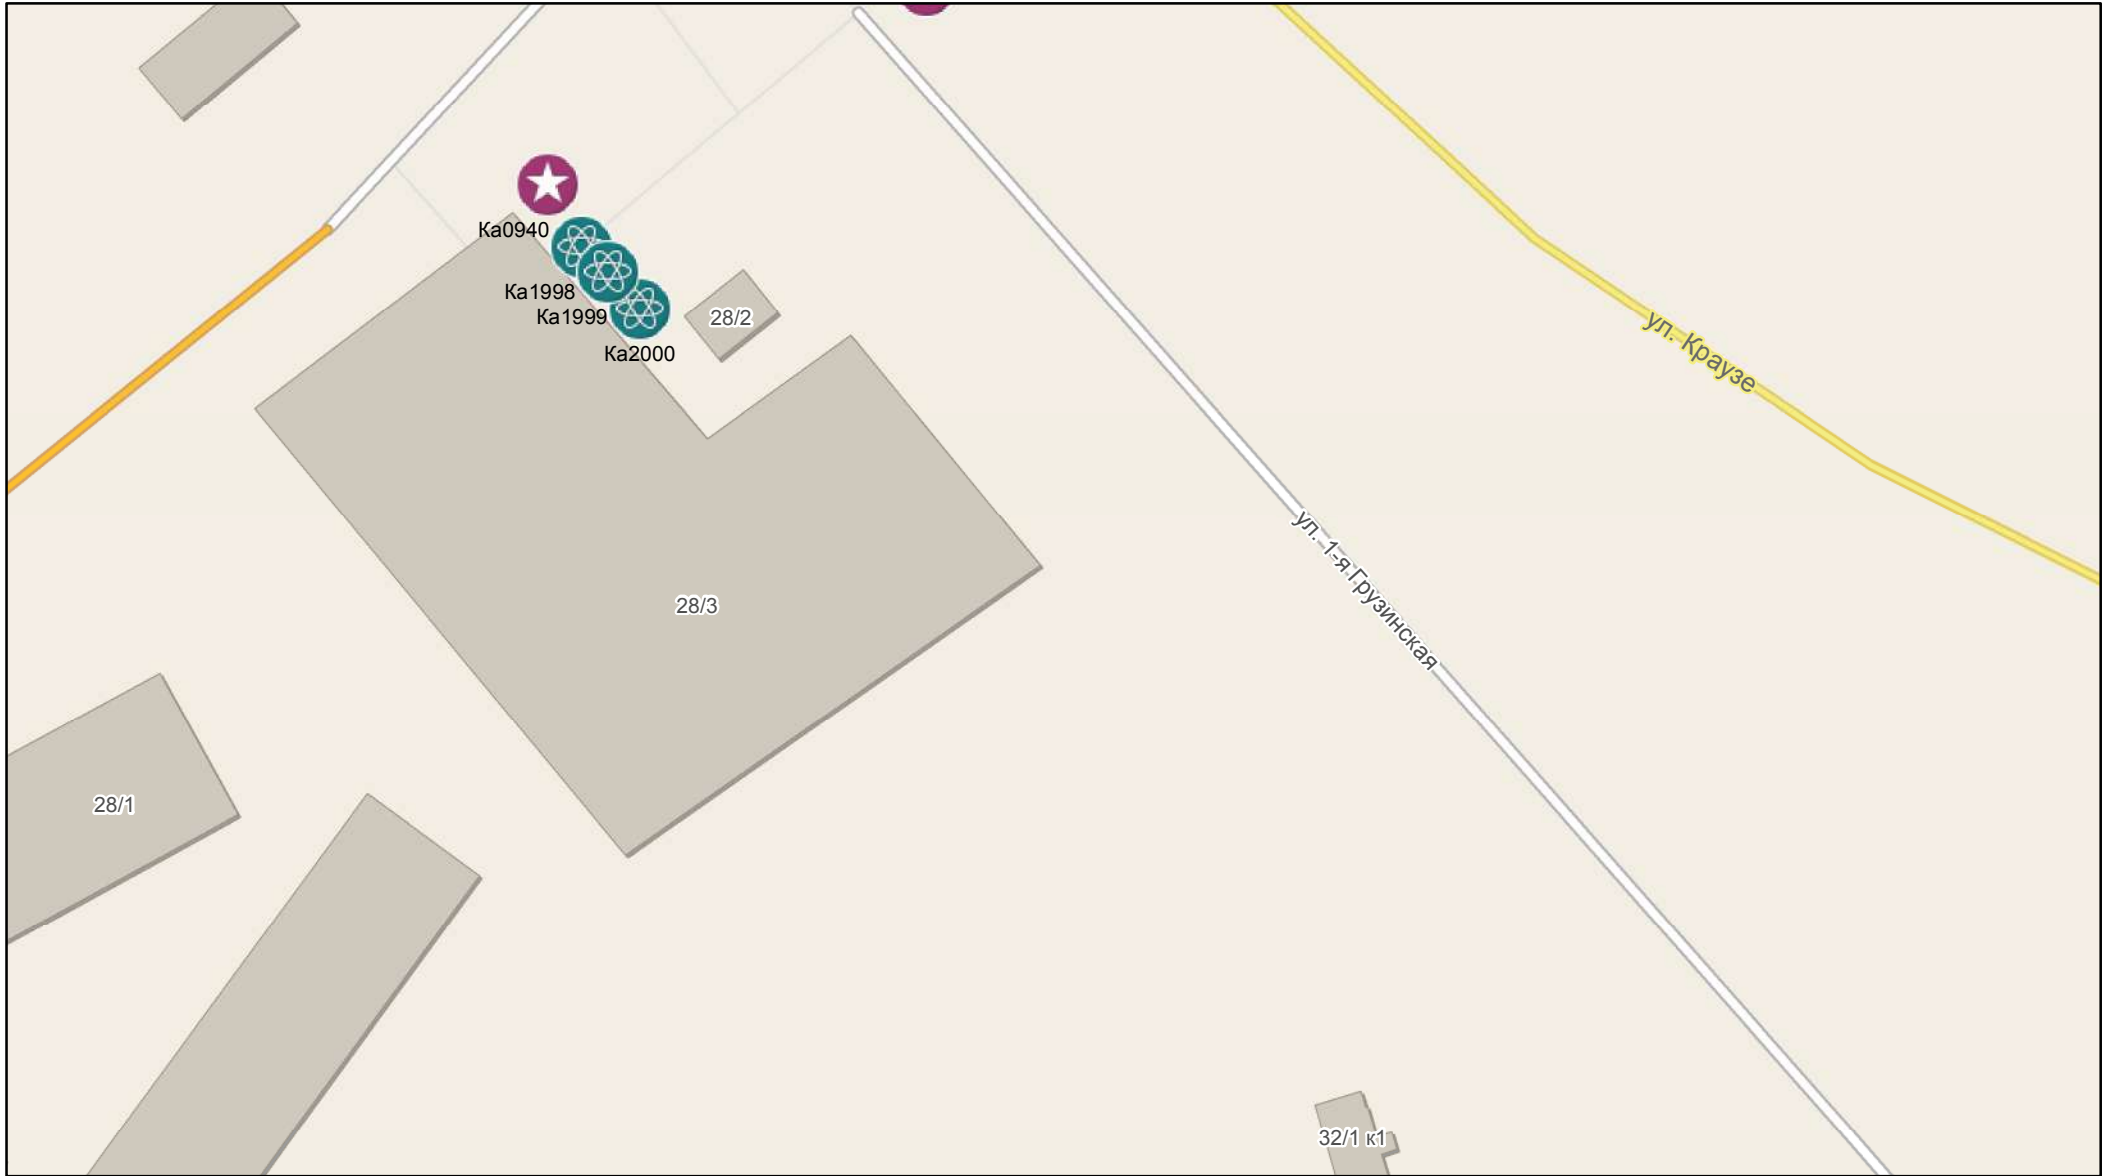 Ка0940
Ка1998
Ка1999
Ка2000
28/2
ул. Краузе
ул. 1-я Грузинская
28/3
28/1
32/1 к1